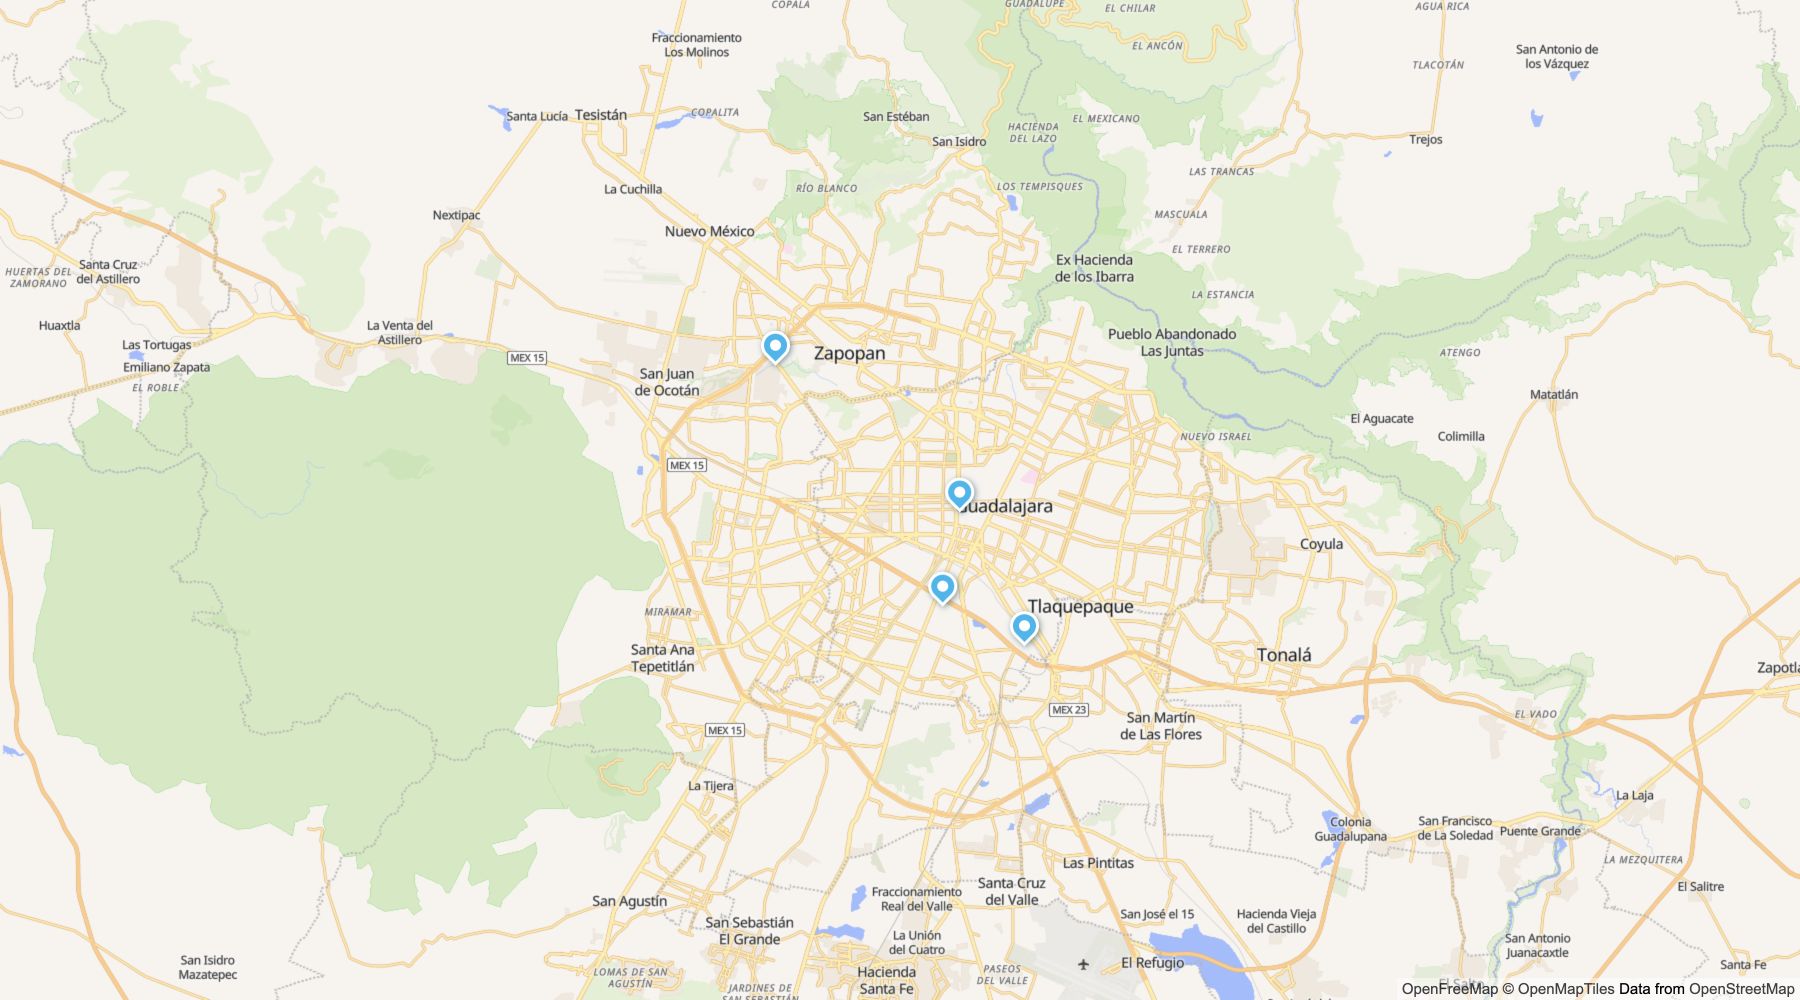 COPALA
GUADALUPE
EL CHILAR
AGUA RICA
Fraccionamiento
Los Molinos
EL ANCÓN
San Antonio de
los Vázquez
TLACOTÁN
Santa Lucía
Tesistán
COPALITA
San Estéban
HACIENDA
DEL LAZO
EL MEXICANO
San Isidro
Trejos
LAS TRANCAS
La Cuchilla
RÍO BLANCO
LOS TEMPISQUES
Nextipac
MASCUALA
Nuevo México
EL TERRERO
Santa Cruz
del Astillero
HUERTAS DEL
ZAMORANO
Ex Hacienda
de los Ibarra
LA ESTANCIA
Huaxtla
La Venta del
Astillero
Las Tortugas
Pueblo Abandonado
Las Juntas
MEX 15
Zapopan
ATENGO
Emiliano Zapata
EL ROBLE
San Juan
de Ocotán
Matatlán
El Aguacate
NUEVO ISRAEL
Colimilla
MEX 15
uadalajara
Coyula
MIRAMAR
Tlaquepaque
Santa Ana
Tepetitlán
Tonalá
Zapotla
MEX 23
EL VADO
San Martín
de Las Flores
MEX 15
La Tijera
La Laja
Colonia
Guadalupana
San Francisco
de La Soledad
Puente Grande
Las Pintitas
LA MEZQUITERA
Santa Cruz
del Valle
El Salitre
Fraccionamiento
Real del Valle
San Agustín
San José el 15
Hacienda Vieja
del Castillo
San Sebastián
El Grande
La Unión
del Cuatro
San Antonio
Juanacaxtle
San Isidro
Mazatepec
El Refugio
Santa Fe
LOMAS DE SAN
AGUSTÍN
Hacienda
Santa Fe
PASEOS
DEL VALLE
JARDINES DE
SAN SEBASTIÁN
El Salto
OpenFreeMap © OpenMapTiles Data from OpenStreetMap